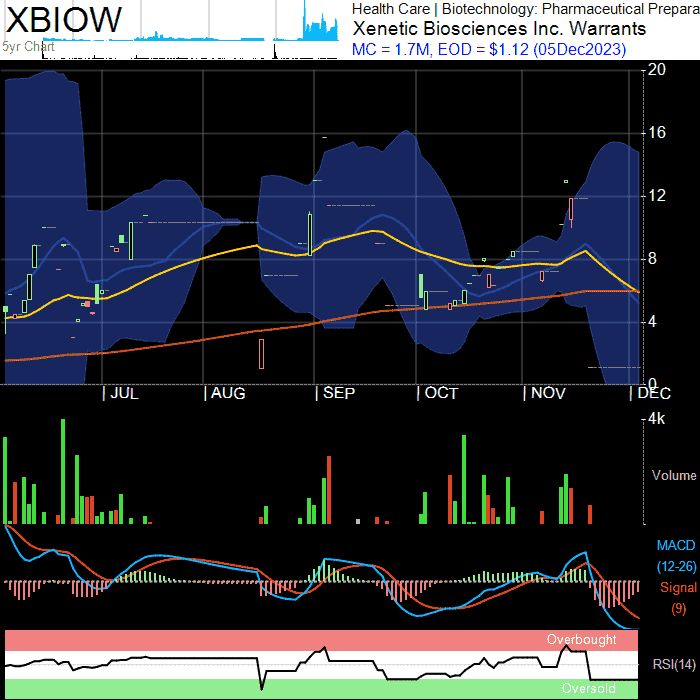 XBIOW
Health Care | Biotechnology: Pharmaceutical Prepara
Xenetic Biosciences Inc. Warrants
5yr Chart
MC = 1.7M, EOD = $1.12 (05Dec2023)
20
16
12
8
4
0
JUL
AUG
SEP
OCT
NOV
DEC
4k
Volume
MACD
(12-26)
Signal
(9)
Overbought
RSI(14)
Oversold